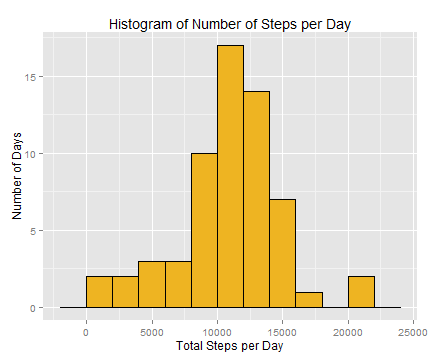 Histogram of Number of Steps per Day
15
10
5
0
Number of Days
0 5000 10000 15000 20000 25000
Total Steps per Day